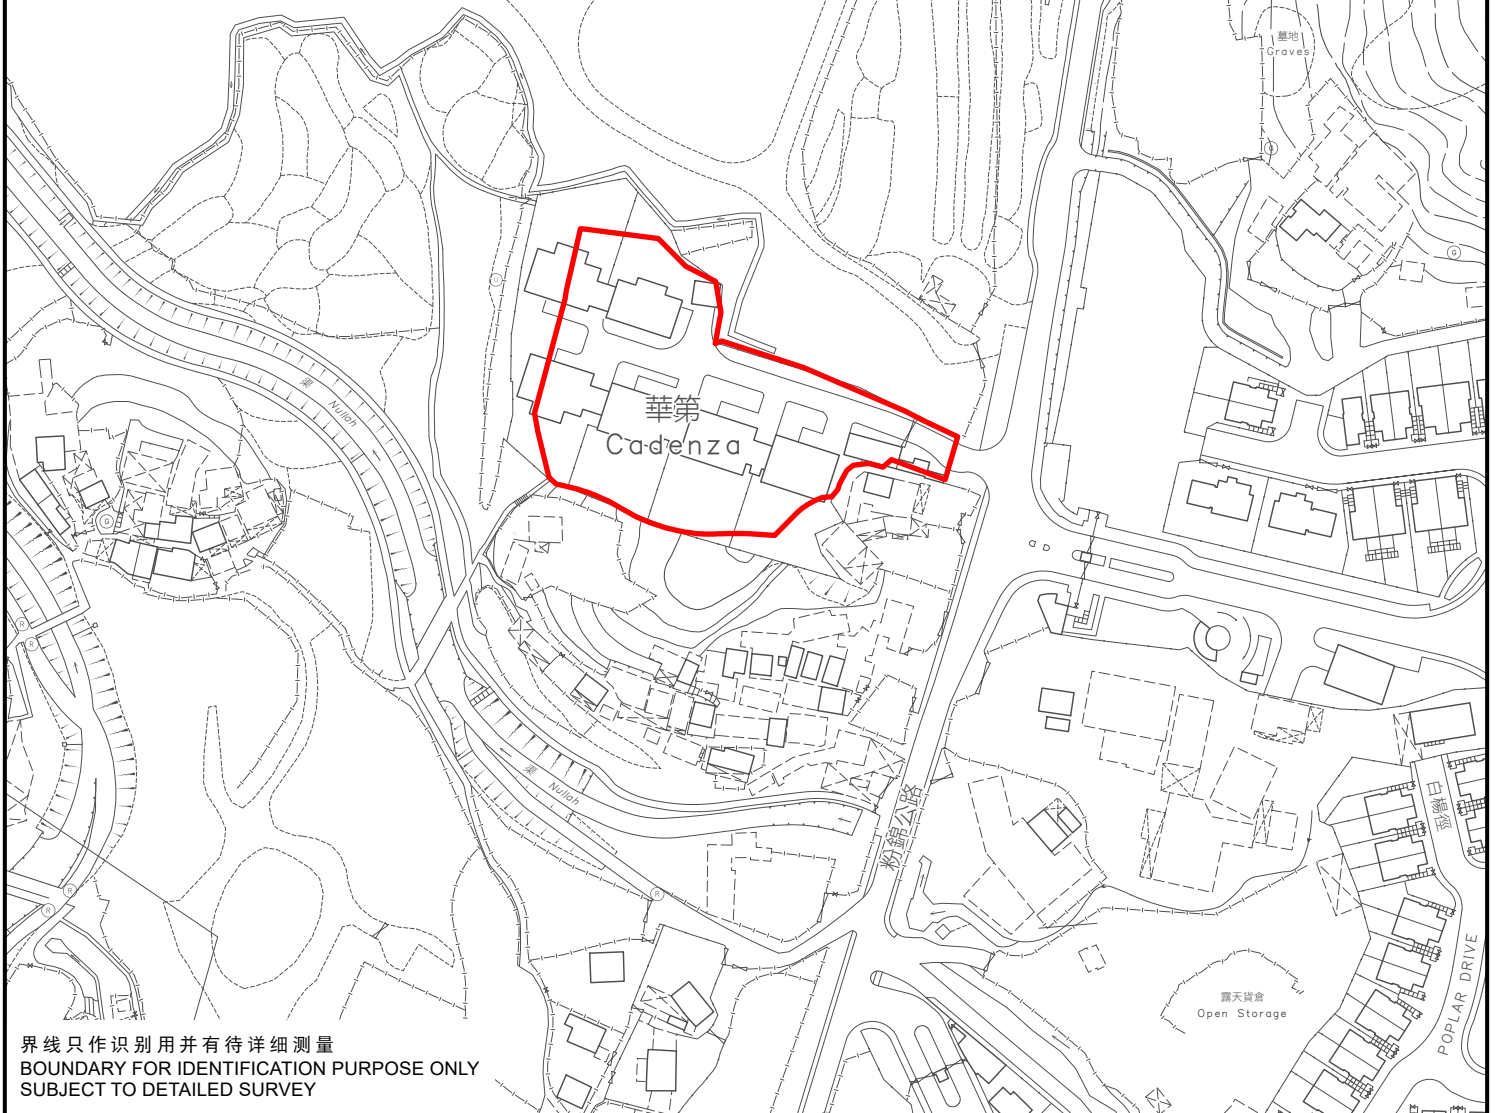 墓地
Graves
G
G
U
華第
Cadenza
渠
Nullah
G
R
R
渠
Nullah
粉錦公路
白楊徑
R
R
R
露天貨倉
Open Storage
POPLAR DRIVE
界线只作识别用并有待详细测量
BOUNDARY FOR IDENTIFICATION PURPOSE ONLY
SUBJECT TO DETAILED SURVEY